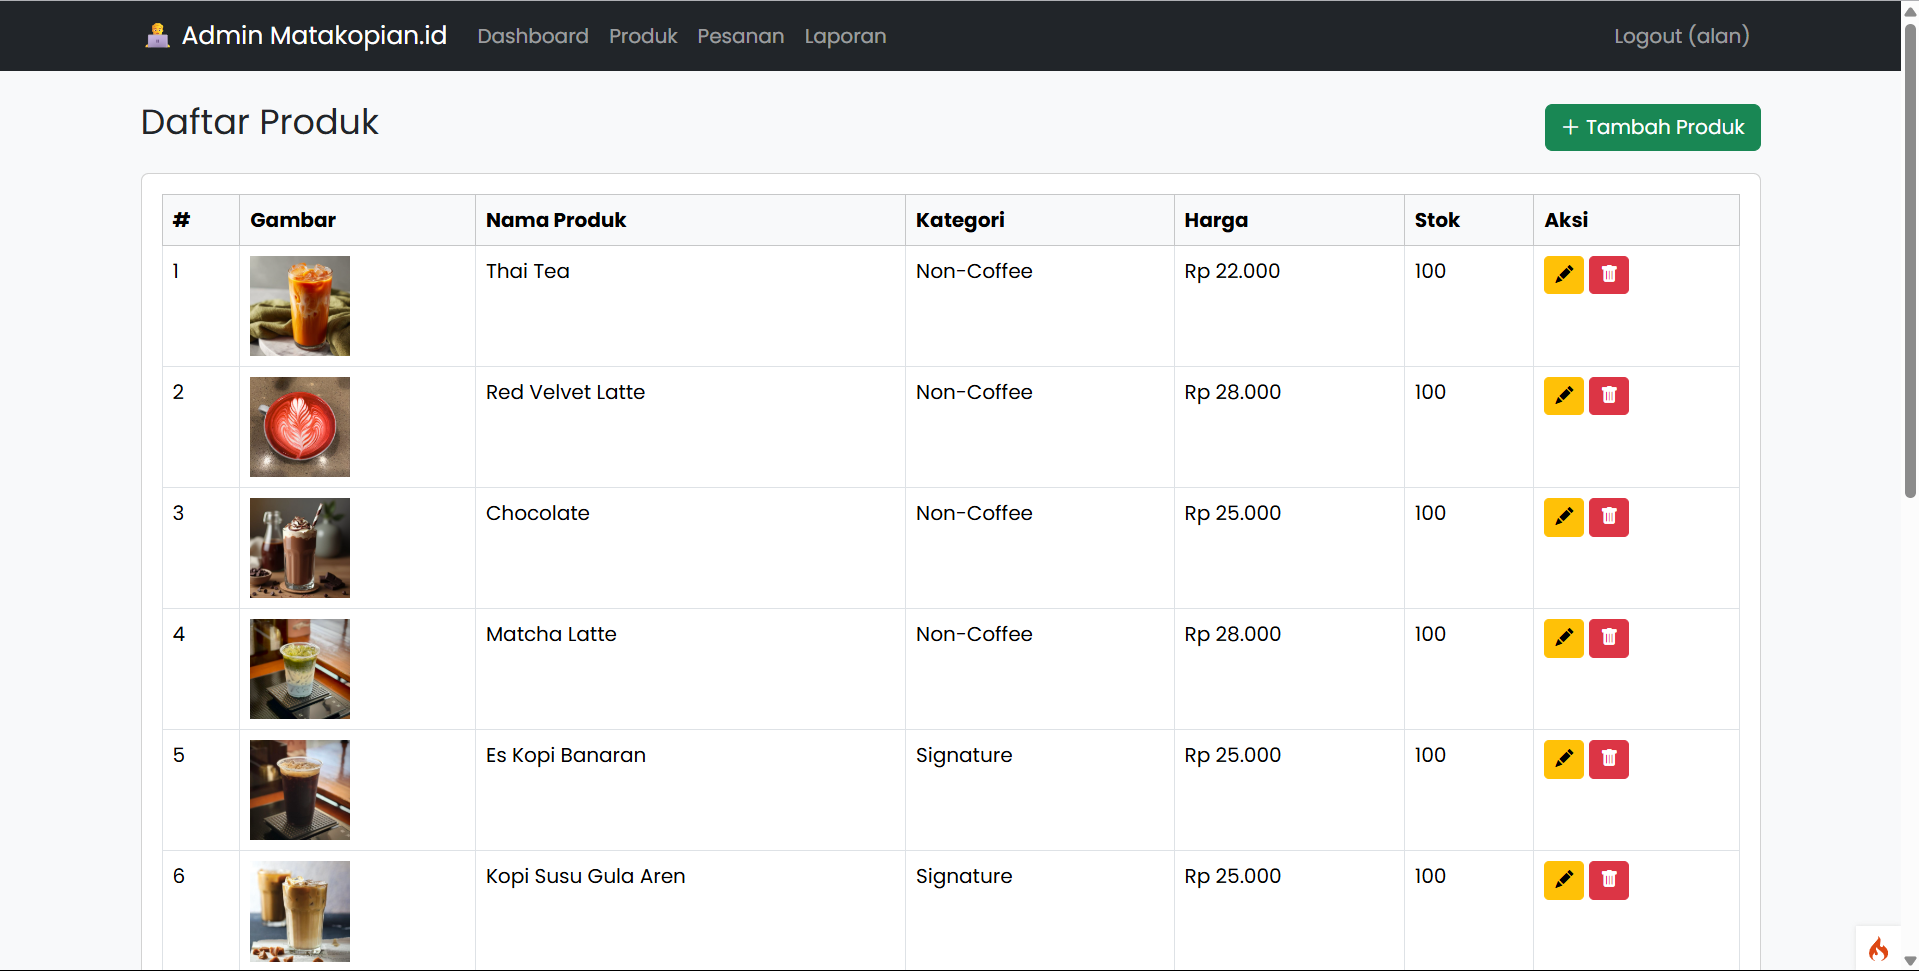 Admin Matakopian.id Dashboard Produk Pesanan Laporan Logout (alan)
Daftar Produk + Tambah Produk
# Gambar Nama Produk Kategori Harga Stok Aksi
1 Thai Tea Non-Coffee Rp 22.000 100
2 Red Velvet Latte Non-Coffee Rp 28.000 100
3 Chocolate Non-Coffee Rp 25.000 100
4 Matcha Latte Non-Coffee Rp 28.000 100
5 Es Kopi Banaran Signature Rp 25.000 100
6 Kopi Susu Gula Aren Signature Rp 25.000 100